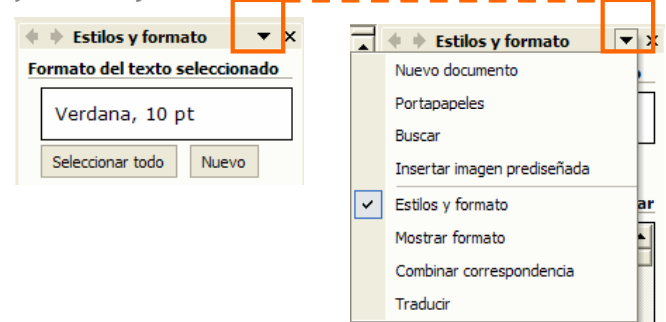 Estilos y formato
Formato del texto seleccionado
Verdana, 10 pt
Seleccionar todo
Nuevo
Estilos y formato
Nuevo documento
Portapapeles
Buscar
Insertar imagen prediseñada
Estilos y formato
Mostrar formato
Combinar correspondencia
Traducir
ar